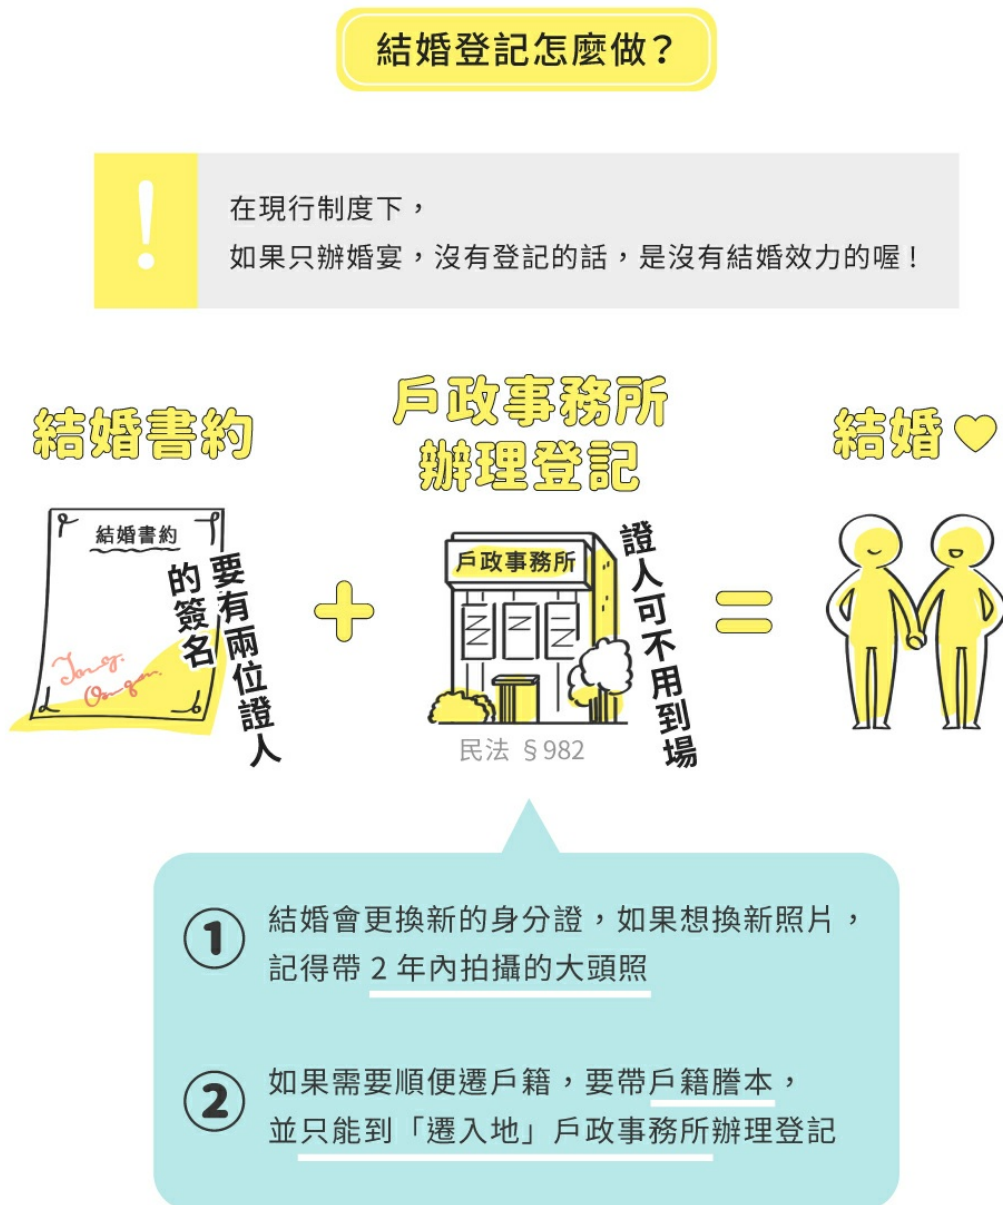 結婚登記怎麼做？
!
在現行制度下，
如果只辦婚宴，沒有登記的話，是沒有結婚效力的喔！
結婚書約
結婚書約
要有兩位證人
的簽名
+
戶政事務所
辦理登記
戶政事務所
證人可不用到場
民法 §982
=
結婚♥
① 結婚會更換新的身分證，如果想換新照片，
記得帶 2 年內拍攝的大頭照
② 如果需要順便遷戶籍，要帶戶籍謄本，
並只能到「遷入地」戶政事務所辦理登記